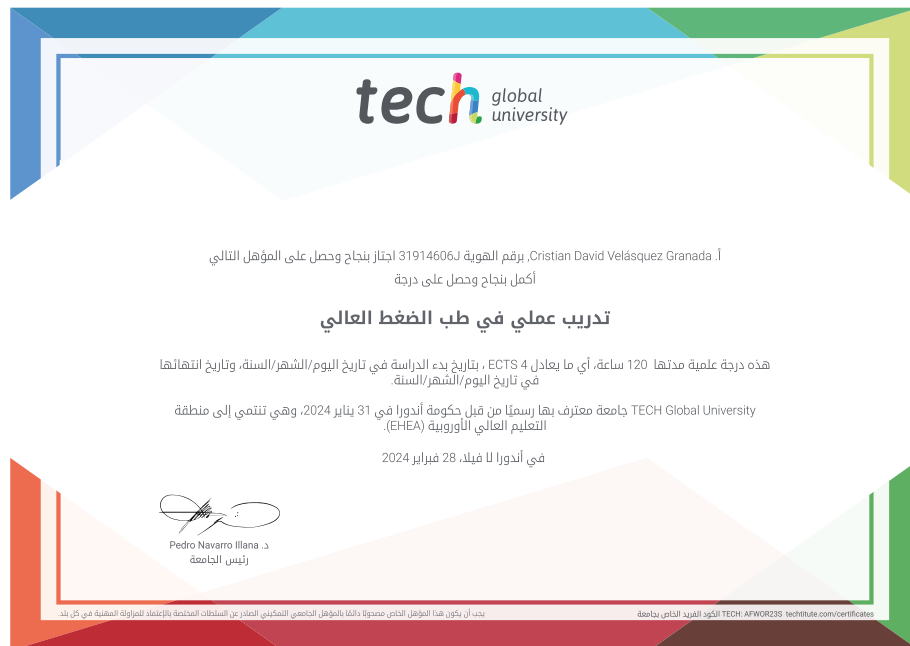 tech global
university
أ. Cristian David Velásquez Granada, برقم الهوية 31914606J اجتاز بنجاح وحصل على المؤهل التالي
أكمل بنجاح وحصل على درجة
تدريب عملي في طب الضغط العالي
هذه درجة علمية مدتها 120 ساعة، أي ما يعادل 4 ECTS ، بتاريخ بدء الدراسة في تاريخ اليوم/الشهر/السنة، وتاريخ انتهائها
في تاريخ اليوم/الشهر/السنة.
TECH Global University جامعة معترف بها رسميًا من قبل حكومة أندورا في 31 يناير 2024، وهي تنتمي إلى منطقة
التعليم العالي الأوروبية (EHEA).
في أندورا لا فيلا، 28 فبراير 2024
د. Pedro Navarro Illana
رئيس الجامعة
يجب أن يكون هذا المؤهل الخاص مصحوبًا دائمًا بالمؤهل الجامعي التمكيني الصادر عن السلطات المختصة بالإعتماد للمزاولة المهنية في كل بلد.
الكود الفريد الخاص بجامعة TECH: AFWOR23S techtitute.com/certificates